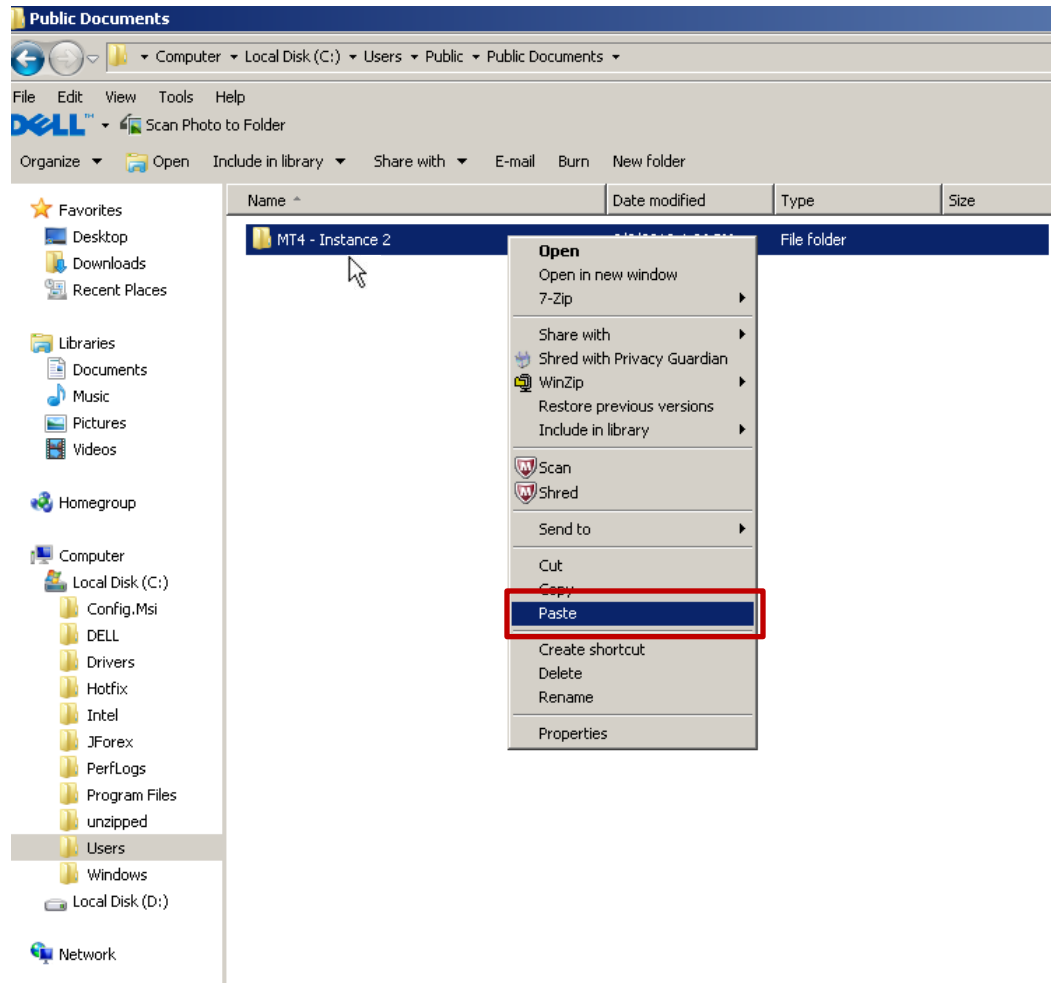 Public Documents
Computer Local Disk (C:) Users Public Public Documents
File Edit View Tools Help
DELL™ Scan Photo to Folder
Organize Open Include in library Share with E-mail Burn New folder
Name Date modified Type Size
Favorites
Desktop
Downloads
Recent Places
Libraries
Documents
Music
Pictures
Videos
Homegroup
Computer
Local Disk (C:)
Config.Msi
DELL
Drivers
Hotfix
Intel
JForex
PerfLogs
Program Files
unzipped
Users
Windows
Local Disk (D:)
Network
MT4 - Instance 2 File folder
Open
Open in new window
7-Zip
Share with
Shred with Privacy Guardian
WinZip
Restore previous versions
Include in library
Scan
Shred
Send to
Cut
Copy
Paste
Create shortcut
Delete
Rename
Properties